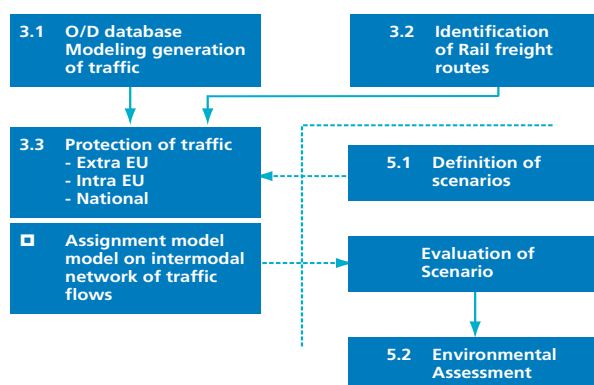 3.1 O/D database
Modeling generation
of traffic
3.2 Identification
of Rail freight
routes
3.3 Protection of traffic
- Extra EU
- Intra EU
- National
5.1 Definition of
scenarios
Assignment model
model on intermodal
network of traffic
flows
Evaluation of
Scenario
5.2 Environmental
Assessment